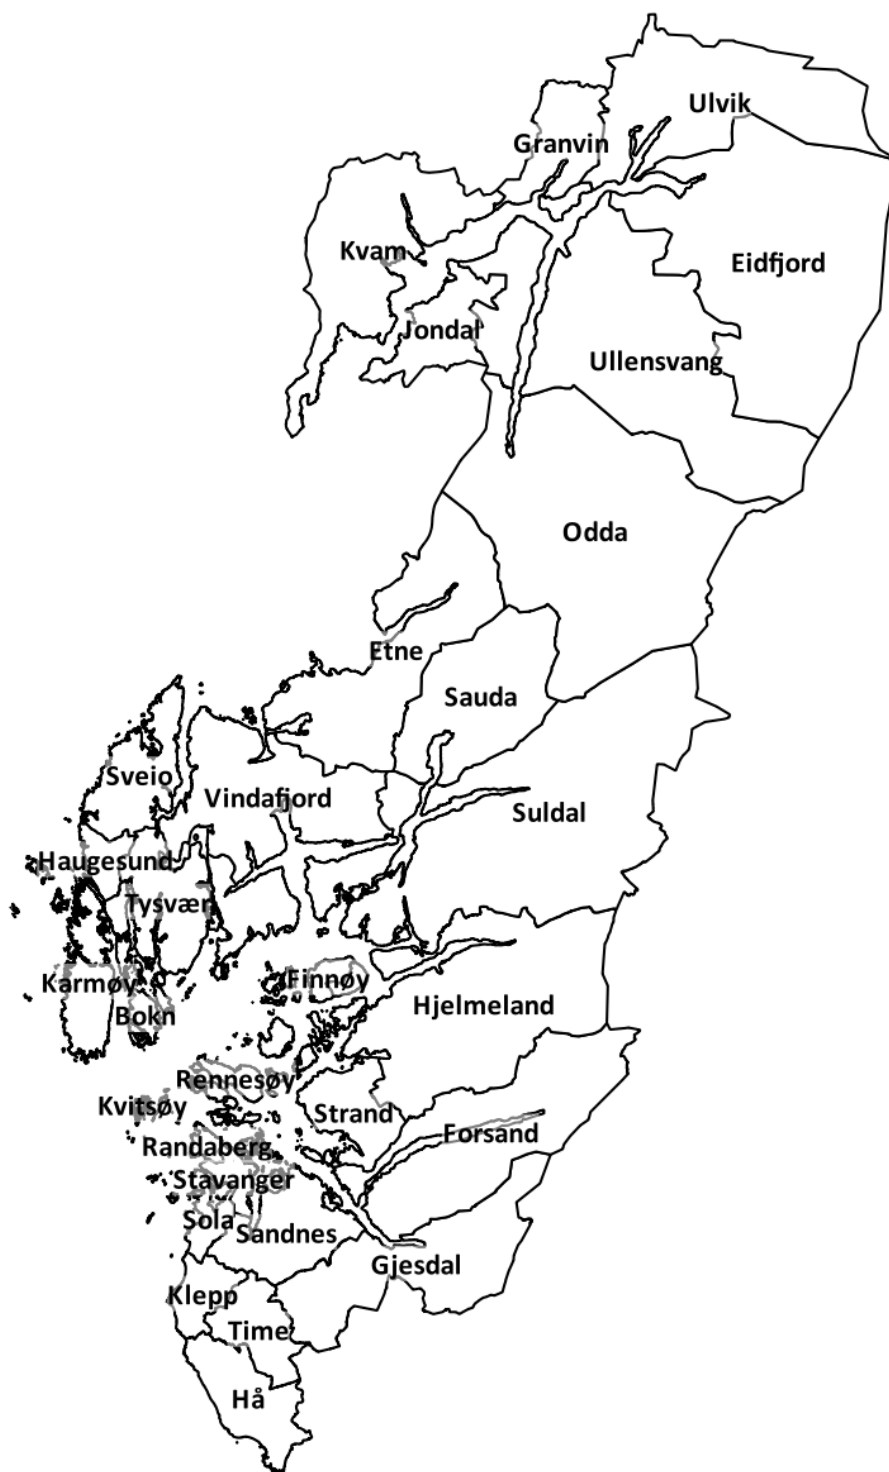 Ulvik
Granvin
Kvam
Eidfjord
Jondal
Ullensvang
Odda
Etne
Sauda
Sveio
Vindafjord
Suldal
Haugesund
Tysvær
Karmøy
Finnøy
Bokn
Hjelmeland
Rennesøy
Kvitsøy
Strand
Forsand
Randaberg
Stavanger
Sola
Sandnes
Gjesdal
Klepp
Time
Hå